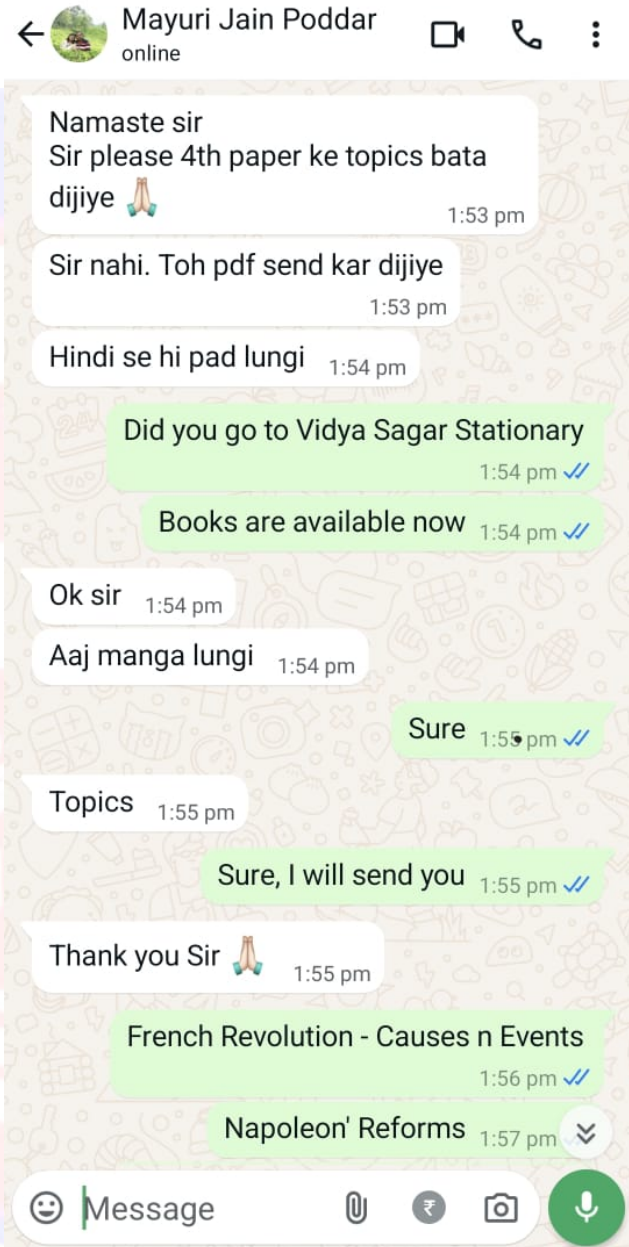 Mayuri Jain Poddar
online
Namaste sir
Sir please 4th paper ke topics bata
dijiye 🙏🏻
1:53 pm
Sir nahi. Toh pdf send kar dijiye
1:53 pm
Hindi se hi pad lungi 1:54 pm
Did you go to Vidya Sagar Stationary
1:54 pm
Books are available now 1:54 pm
Ok sir 1:54 pm
Aaj manga lungi 1:54 pm
Sure 1:55 pm
Topics 1:55 pm
Sure, I will send you 1:55 pm
Thank you Sir 🙏🏻 1:55 pm
French Revolution - Causes n Events
1:56 pm
Napoleon' Reforms 1:57 pm
Message ₹